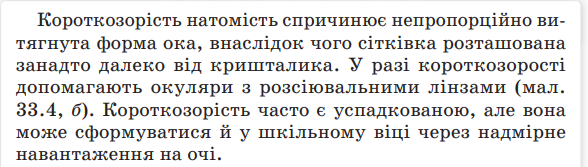 Короткозорість натомість спричинює непропорційно ви-
тягнута форма ока, внаслідок чого сітківка розташована
занадто далеко від кришталика. У разі короткозорості
допомагають окуляри з розсіювальними лінзами (мал.
33.4, б). Короткозорість часто є успадкованою, але вона
може сформуватися й у шкільному віці через надмірне
навантаження на очі.